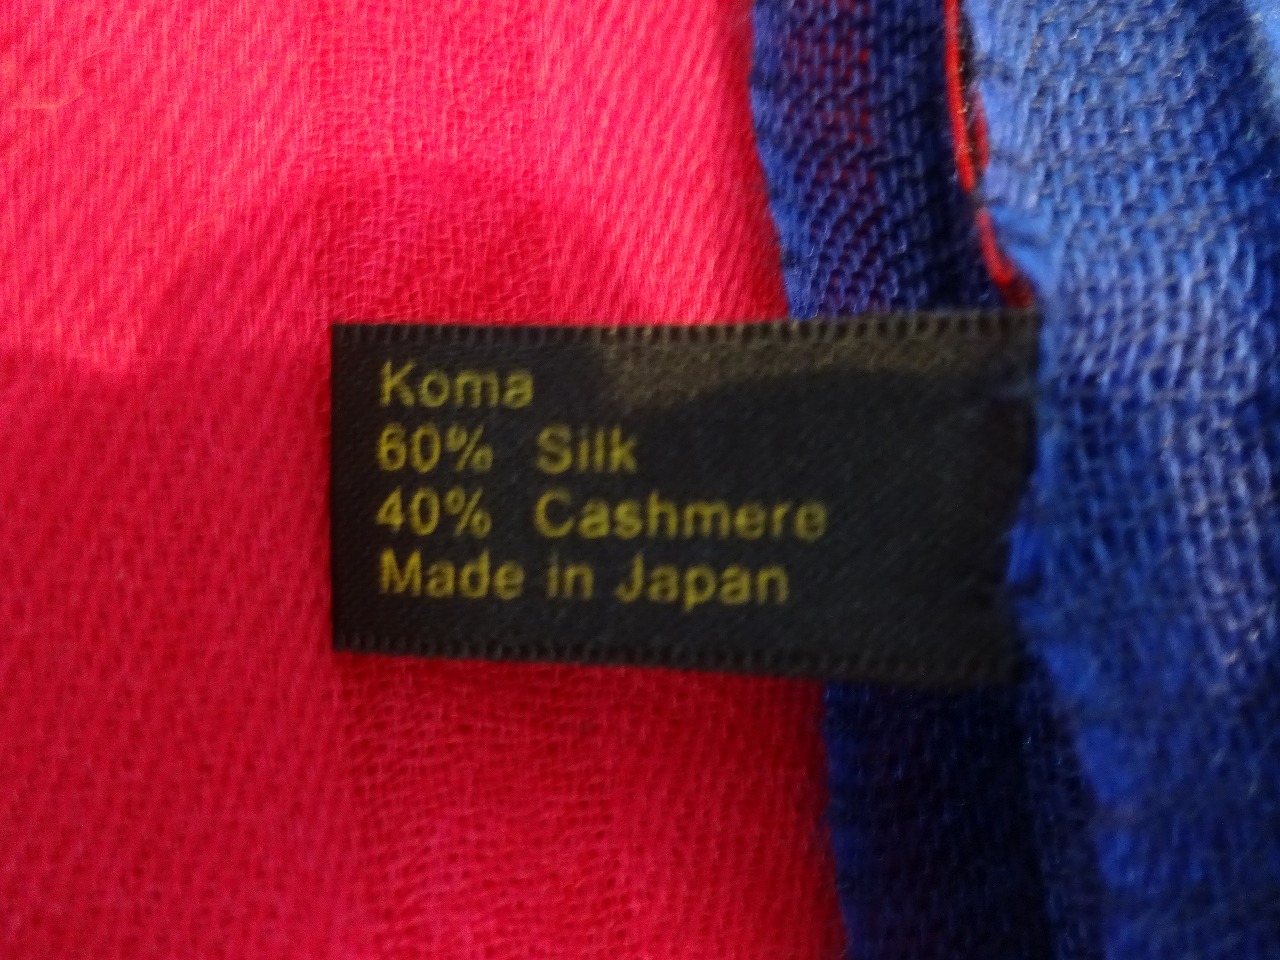 Koma
60% Silk
40% Cashmere
Made in Japan